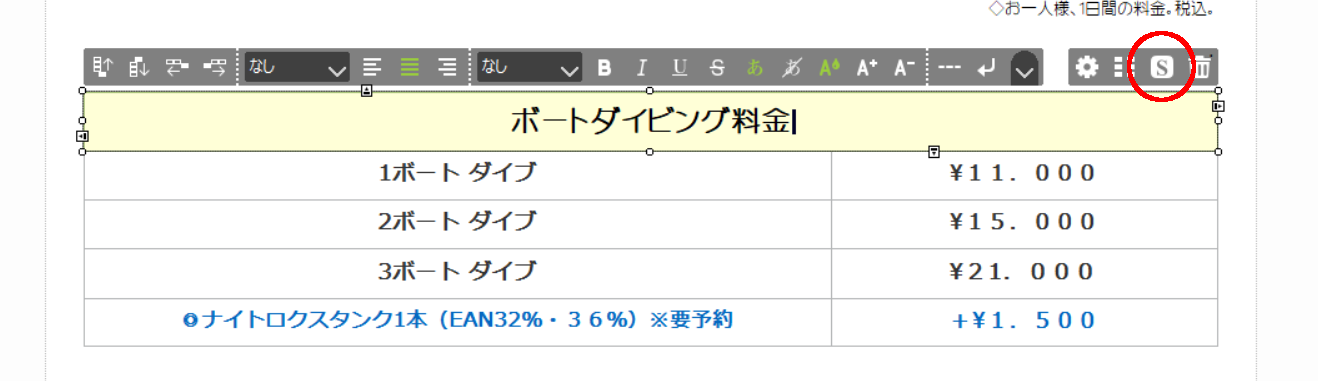 ◇お一人様、1日間の料金。税込。
なし なし B I U S あ あ A A+ A- S
ボートダイビング料金
1ボート ダイブ ¥１１．０００
2ボート ダイブ ¥１５．０００
3ボート ダイブ ¥２１．０００
◎ナイトロクスタンク1本（EAN32%・３６%）※要予約 +¥１．５００